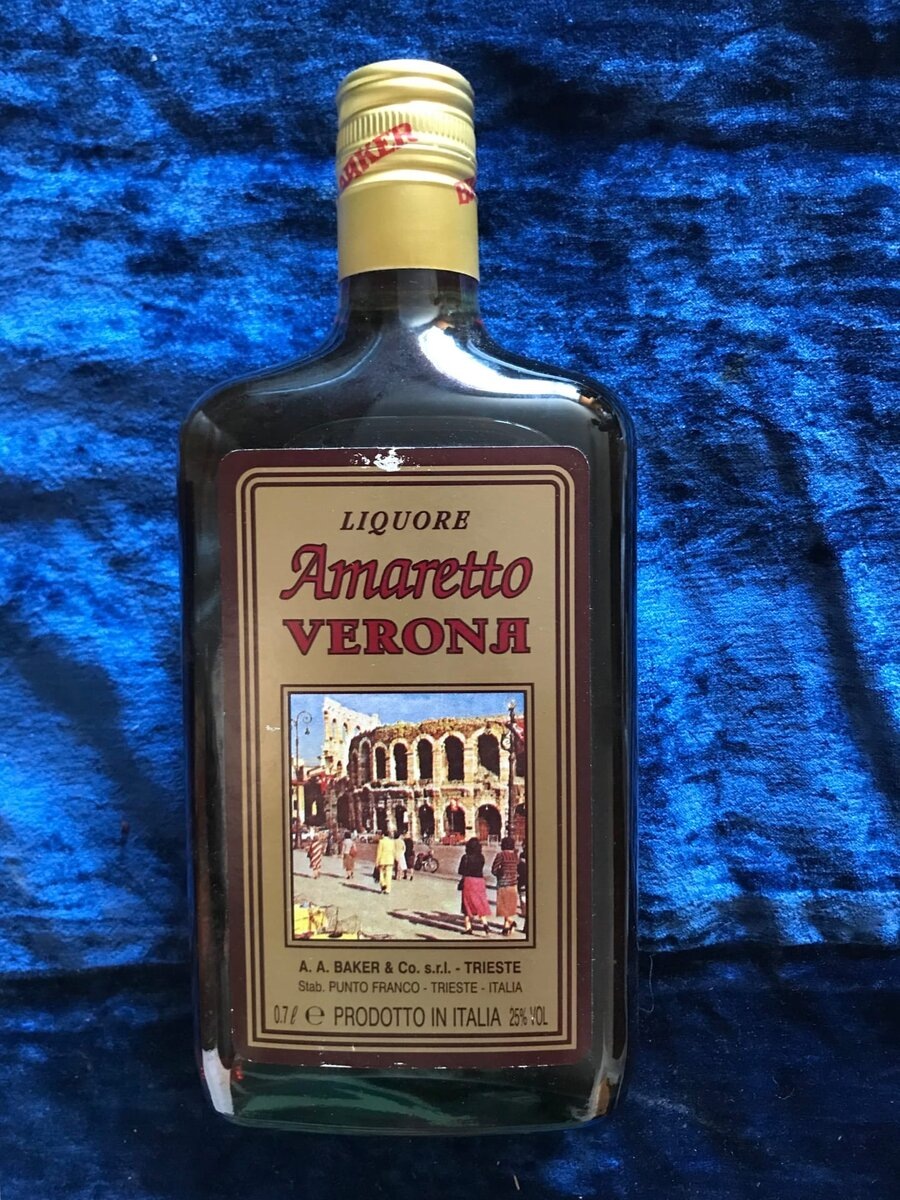 BAKER
LIQUORE
Amaretto
VERONA
A. A. BAKER & Co. s.r.l. - TRIESTE
Stab. PUNTO FRANCO - TRIESTE - ITALIA
0.7 ℓ ℮ PRODOTTO IN ITALIA 25% VOL